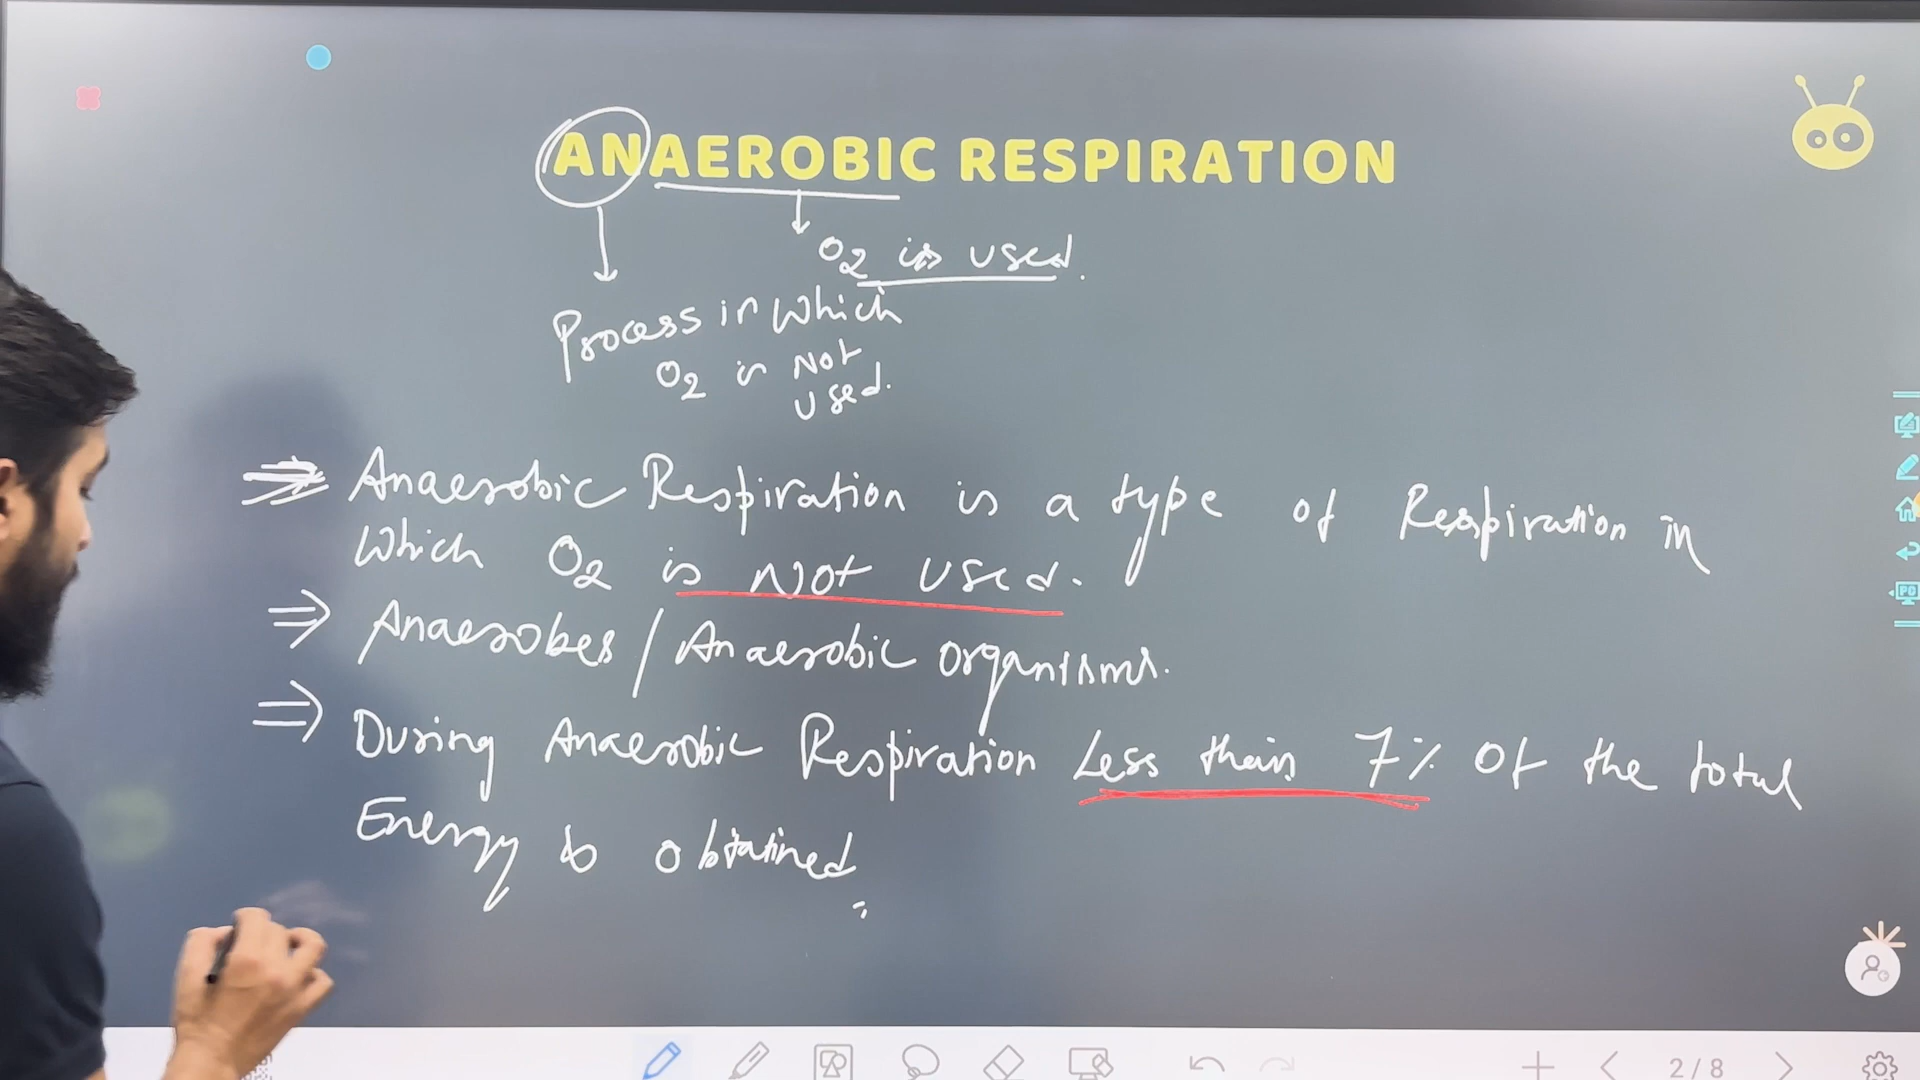 ANAEROBIC RESPIRATION
O2 is used.
Process in which
O2 is Not
used.
⇒ Anaerobic Respiration is a type of Respiration in
Which O2 is Not used.
⇒ Anaerobes / Anaerobic organisms.
⇒ During Anaerobic Respiration Less than 7% of the total
Energy is obtained
2/8